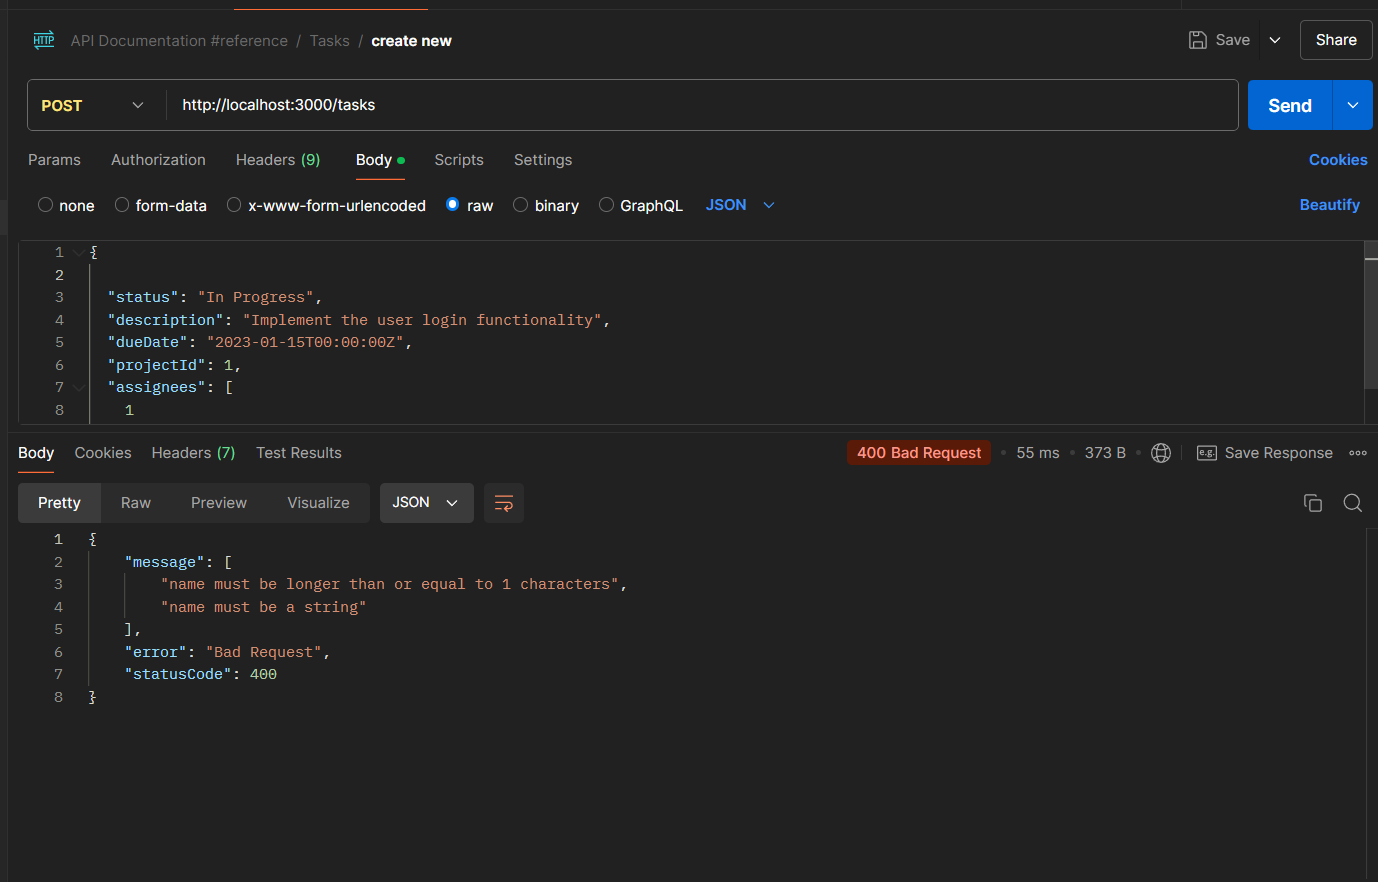 HTTP API Documentation #reference / Tasks / create new Save Share
POST http://localhost:3000/tasks Send
Params Authorization Headers (9) Body Scripts Settings Cookies
none form-data x-www-form-urlencoded raw binary GraphQL JSON Beautify
1 {
2
3 "status": "In Progress",
4 "description": "Implement the user login functionality",
5 "dueDate": "2023-01-15T00:00:00Z",
6 "projectId": 1,
7 "assignees": [
8 1
Body Cookies Headers (7) Test Results 400 Bad Request • 55 ms • 373 B • e.g. Save Response
Pretty Raw Preview Visualize JSON
1 {
2 "message": [
3 "name must be longer than or equal to 1 characters",
4 "name must be a string"
5 ],
6 "error": "Bad Request",
7 "statusCode": 400
8 }